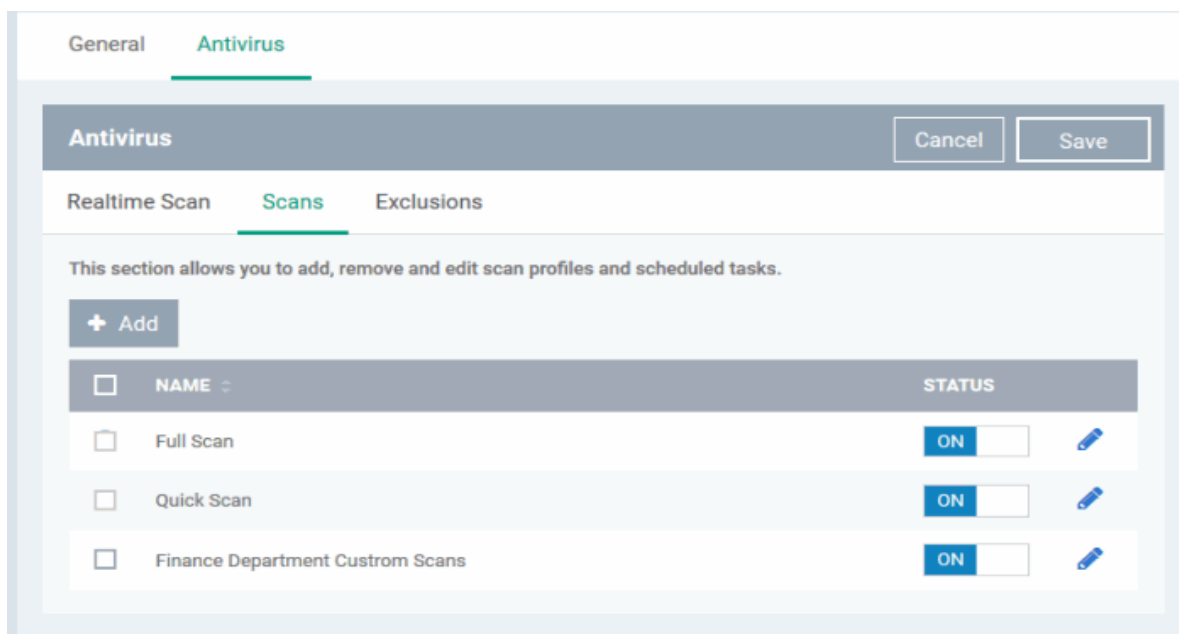 General Antivirus
Antivirus Cancel Save
Realtime Scan Scans Exclusions
This section allows you to add, remove and edit scan profiles and scheduled tasks.
+ Add
NAME STATUS
Full Scan ON
Quick Scan ON
Finance Department Custrom Scans ON